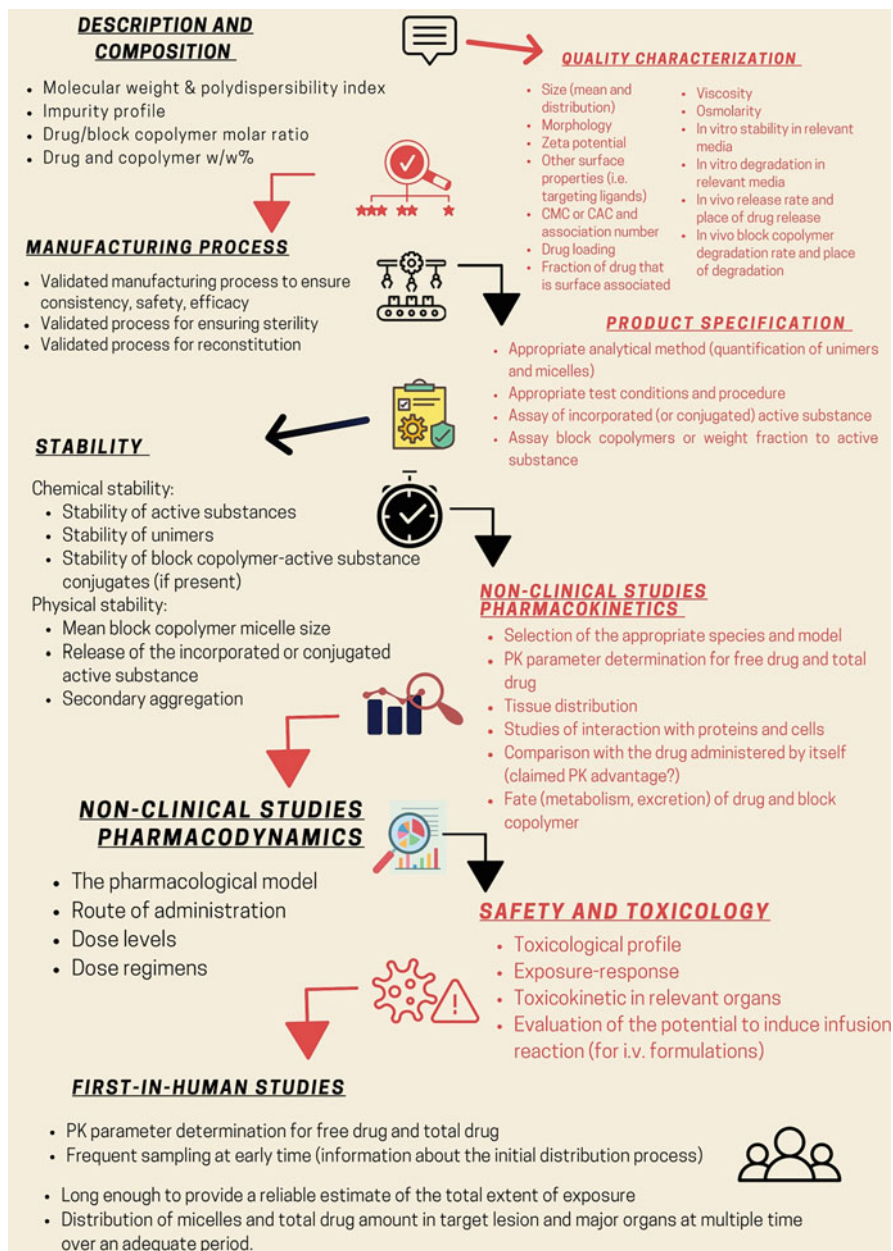 DESCRIPTION AND
COMPOSITION
• Molecular weight & polydispersibility index
• Impurity profile
• Drug/block copolymer molar ratio
• Drug and copolymer w/w%
QUALITY CHARACTERIZATION
• Size (mean and
distribution)
• Morphology
• Zeta potential
• Other surface
properties (i.e.
targeting ligands)
• CMC or CAC and
association number
• Drug loading
• Fraction of drug that
is surface associated
• Viscosity
• Osmolarity
• In vitro stability in relevant
media
• In vitro degradation in
relevant media
• In vivo release rate and
place of drug release
• In vivo block copolymer
degradation rate and place
of degradation
MANUFACTURING PROCESS
• Validated manufacturing process to ensure
consistency, safety, efficacy
• Validated process for ensuring sterility
• Validated process for reconstitution
PRODUCT SPECIFICATION
• Appropriate analytical method (quantification of unimers
and micelles)
• Appropriate test conditions and procedure
• Assay of incorporated (or conjugated) active substance
• Assay block copolymers or weight fraction to active
substance
STABILITY
Chemical stability:
• Stability of active substances
• Stability of unimers
• Stability of block copolymer-active substance
conjugates (if present)
Physical stability:
• Mean block copolymer micelle size
• Release of the incorporated or conjugated
active substance
• Secondary aggregation
NON-CLINICAL STUDIES
PHARMACOKINETICS
• Selection of the appropriate species and model
• PK parameter determination for free drug and total
drug
• Tissue distribution
• Studies of interaction with proteins and cells
• Comparison with the drug administered by itself
(claimed PK advantage?)
• Fate (metabolism, excretion) of drug and block
copolymer
NON-CLINICAL STUDIES
PHARMACODYNAMICS
• The pharmacological model
• Route of administration
• Dose levels
• Dose regimens
SAFETY AND TOXICOLOGY
• Toxicological profile
• Exposure-response
• Toxicokinetic in relevant organs
• Evaluation of the potential to induce infusion
reaction (for i.v. formulations)
FIRST-IN-HUMAN STUDIES
• PK parameter determination for free drug and total drug
• Frequent sampling at early time (information about the initial distribution process)
• Long enough to provide a reliable estimate of the total extent of exposure
• Distribution of micelles and total drug amount in target lesion and major organs at multiple time
over an adequate period.